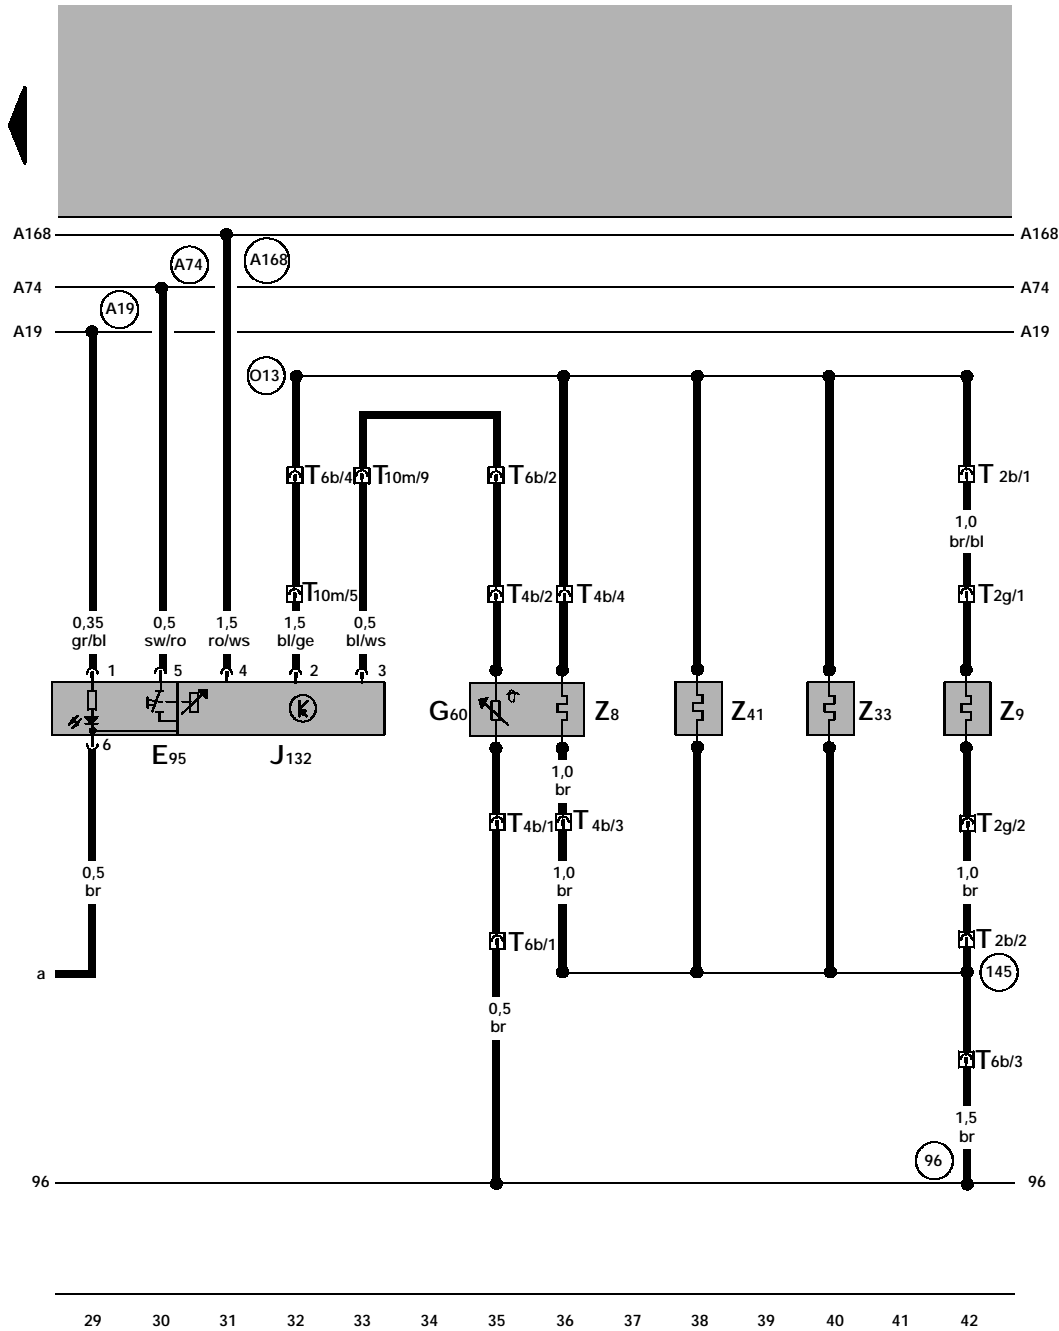 A168 A168
A74 A168
A74 A74
A19
A19 A19
O13
T6b/4 T10m/9 T6b/2 T 2b/1
1,0
br/bl
T10m/5 T4b/2 T4b/4 T2g/1
0,35 0,5 1,5 1,5 0,5
gr/bl sw/ro ro/ws bl/ge bl/ws
1 5 4 2 3
G60 Z8 Z41 Z33 Z9
6 E95 J132
1,0
br
T4b/1 T 4b/3 T2g/2
0,5 1,0 1,0
br br br
T6b/1 T 2b/2
a 145
0,5
br
T6b/3
1,5
br
96
96 96
29 30 31 32 33 34 35 36 37 38 39 40 41 42